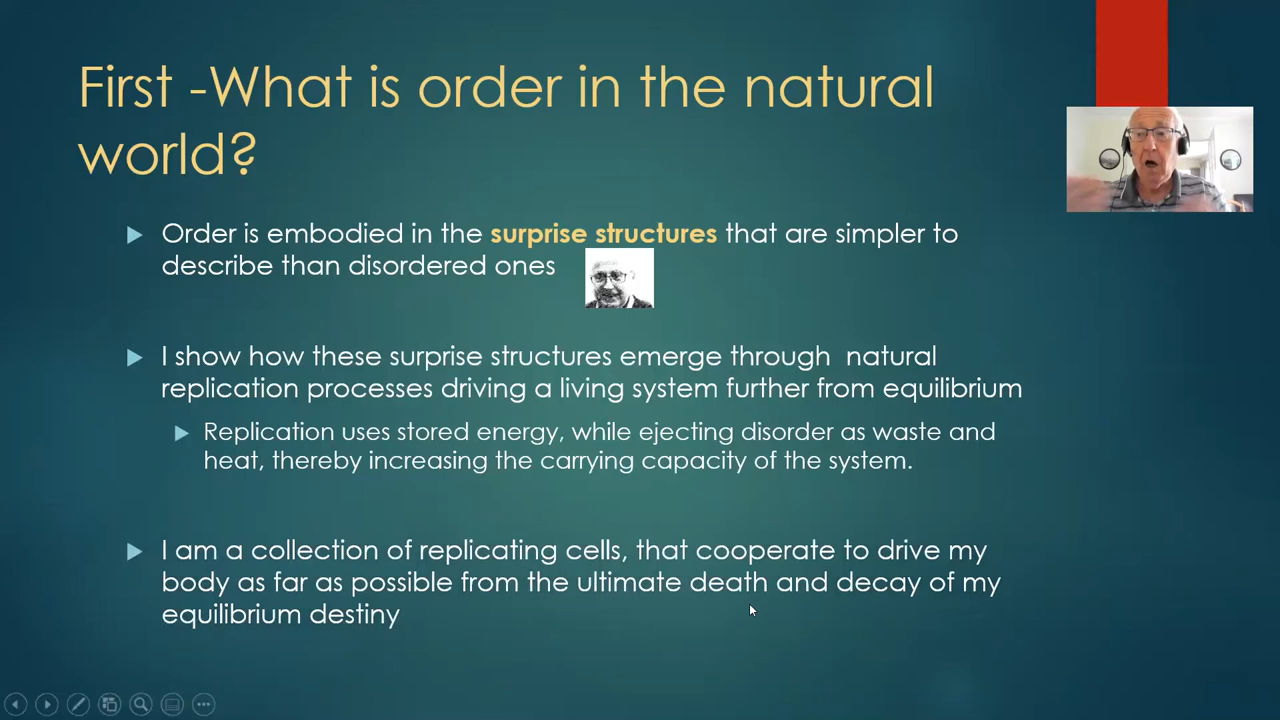 First -What is order in the natural
world?
Order is embodied in the surprise structures that are simpler to
describe than disordered ones
I show how these surprise structures emerge through  natural
replication processes driving a living system further from equilibrium
Replication uses stored energy, while ejecting disorder as waste and
heat, thereby increasing the carrying capacity of the system.
I am a collection of replicating cells, that cooperate to drive my
body as far as possible from the ultimate death and decay of my
equilibrium destiny